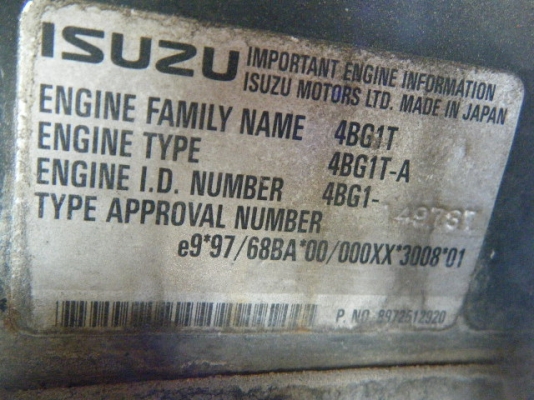 ISUZU
IMPORTANT ENGINE INFORMATION
ISUZU MOTORS LTD. MADE IN JAPAN
ENGINE FAMILY NAME 4BG1T
ENGINE TYPE 4BG1T-A
ENGINE I.D. NUMBER 4BG1-
TYPE APPROVAL NUMBER
e9*97/68BA*00/000XX*3008*01
P. NO. 8972512920